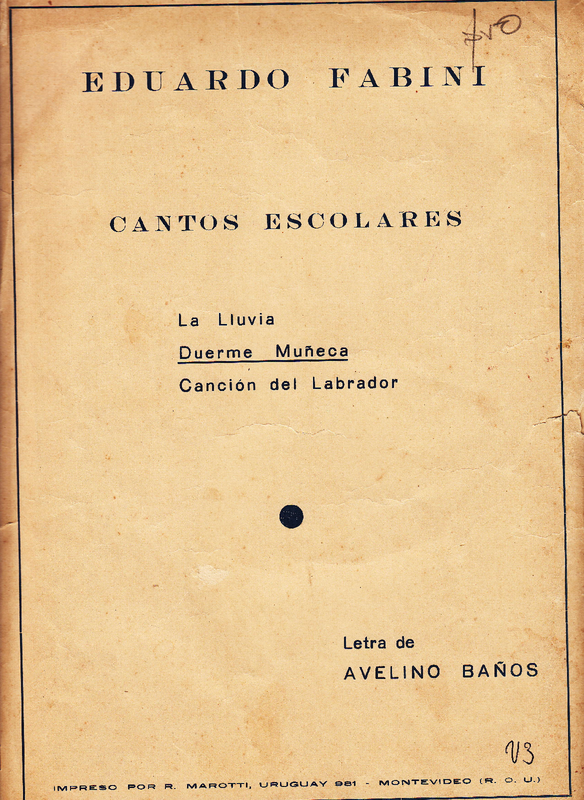 EDUARDO FABINI
CANTOS ESCOLARES
La Lluvia
Duerme Muñeca
Canción del Labrador
Letra de
AVELINO BAÑOS
V3
IMPRESO POR R. MAROTTI, URUGUAY 981 - MONTEVIDEO (R. O. U.)